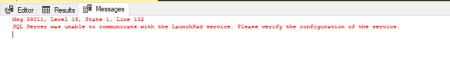 Editor Results Messages
Msg 39011, Level 16, State 1, Line 132
SQL Server was unable to communicate with the LaunchPad service. Please verify the configuration of the service.